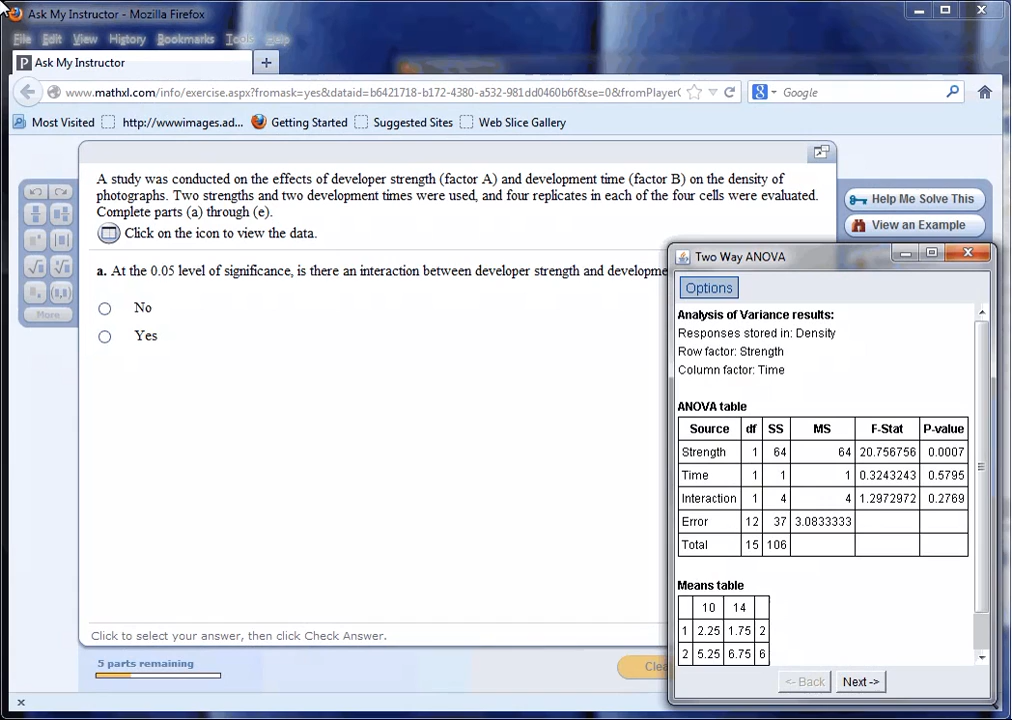 Ask My Instructor - Mozilla Firefox
File Edit View History Bookmarks Tools Help
Ask My Instructor
www.mathxl.com/info/exercise.aspx?fromask=yes&dataid=b6421718-b172-4380-a532-981dd0460b6f&se=0&fromPlayerC
Google
Most Visited http://wwwimages.ad... Getting Started Suggested Sites Web Slice Gallery
A study was conducted on the effects of developer strength (factor A) and development time (factor B) on the density of
photographs. Two strengths and two development times were used, and four replicates in each of the four cells were evaluated.
Complete parts (a) through (e).
Click on the icon to view the data.
Help Me Solve This
View an Example
a. At the 0.05 level of significance, is there an interaction between developer strength and developme
No
Yes
More
Click to select your answer, then click Check Answer.
5 parts remaining
Clea
Two Way ANOVA
Options
Analysis of Variance results:
Responses stored in: Density
Row factor: Strength
Column factor: Time
ANOVA table
Source df SS MS F-Stat P-value
Strength 1 64 64 20.756756 0.0007
Time 1 1 1 0.3243243 0.5795
Interaction 1 4 4 1.2972972 0.2769
Error 12 37 3.0833333
Total 15 106
Means table
10 14
1 2.25 1.75 2
2 5.25 6.75 6
<- Back Next ->